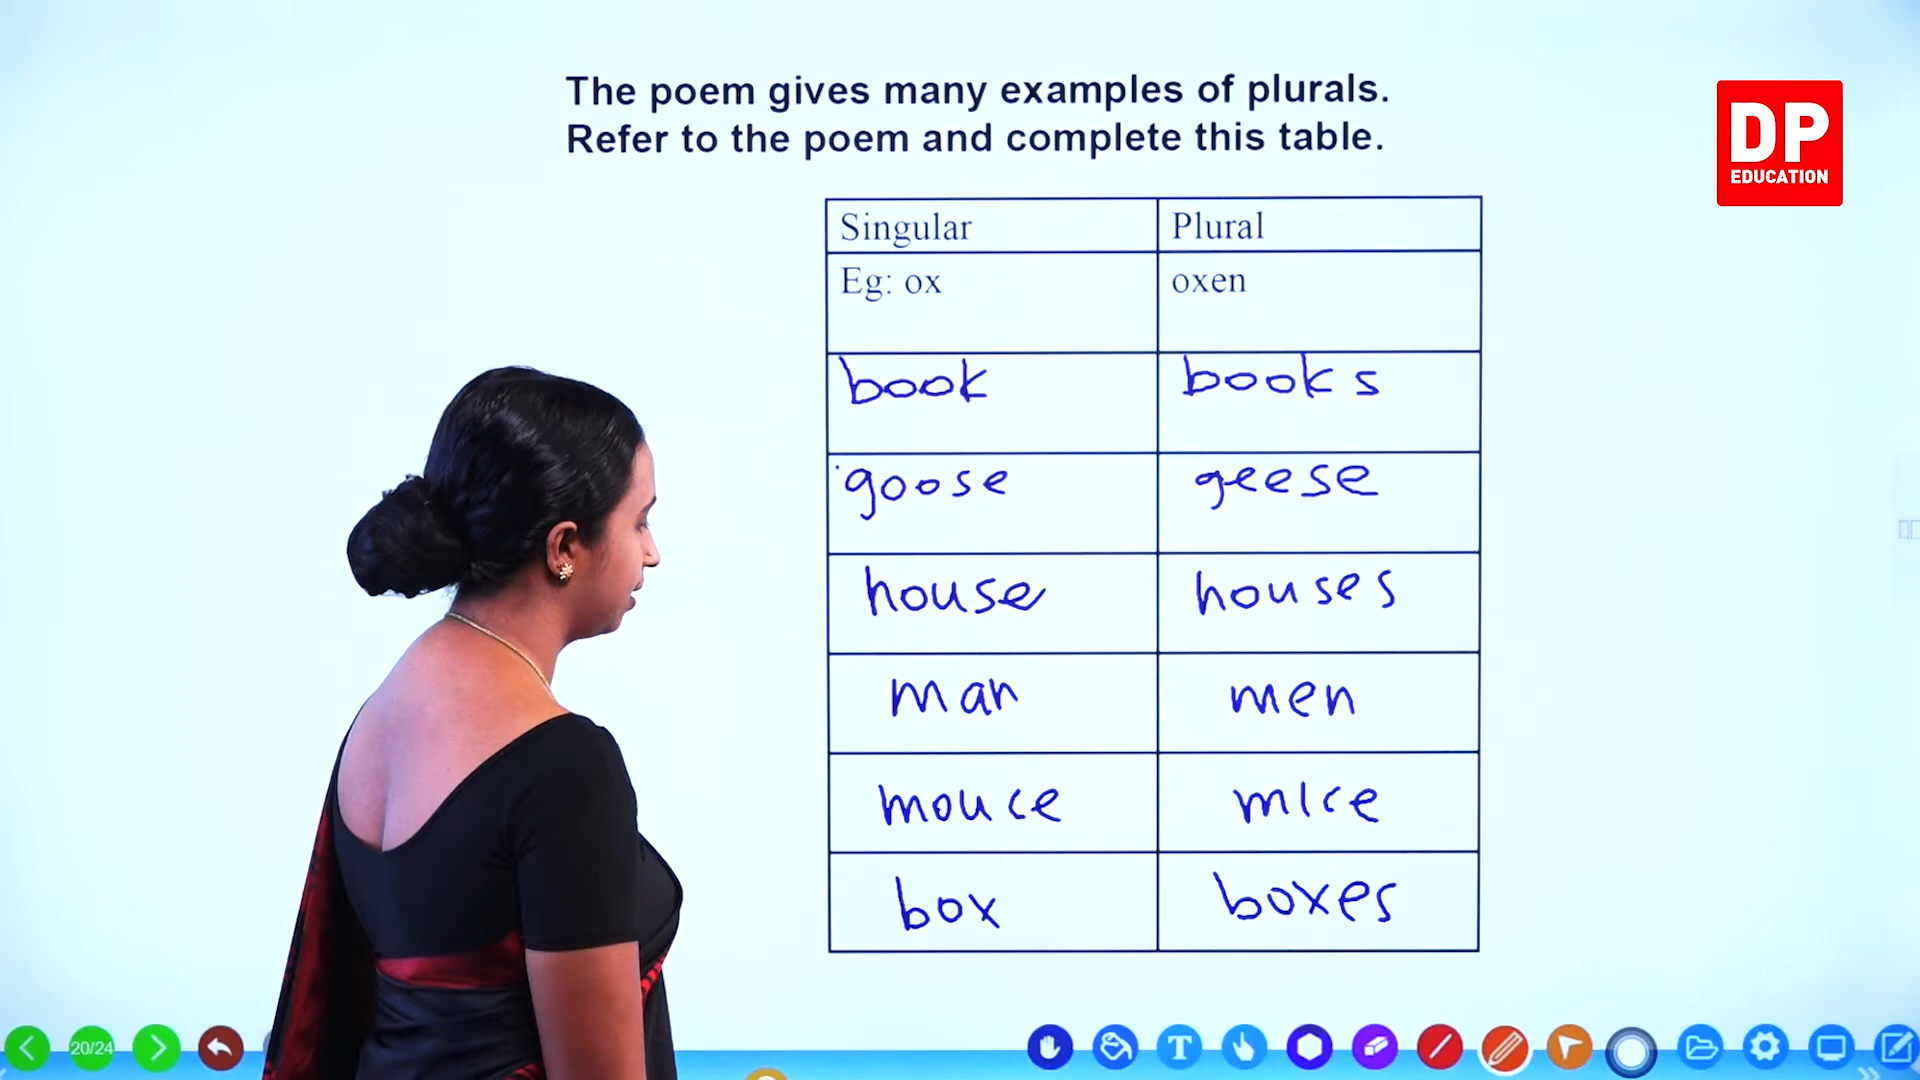 The poem gives many examples of plurals.
Refer to the poem and complete this table.
DP
EDUCATION
Singular Plural
Eg: ox oxen
book books
goose geese
house houses
man men
mouce mice
box boxes
20/24
T